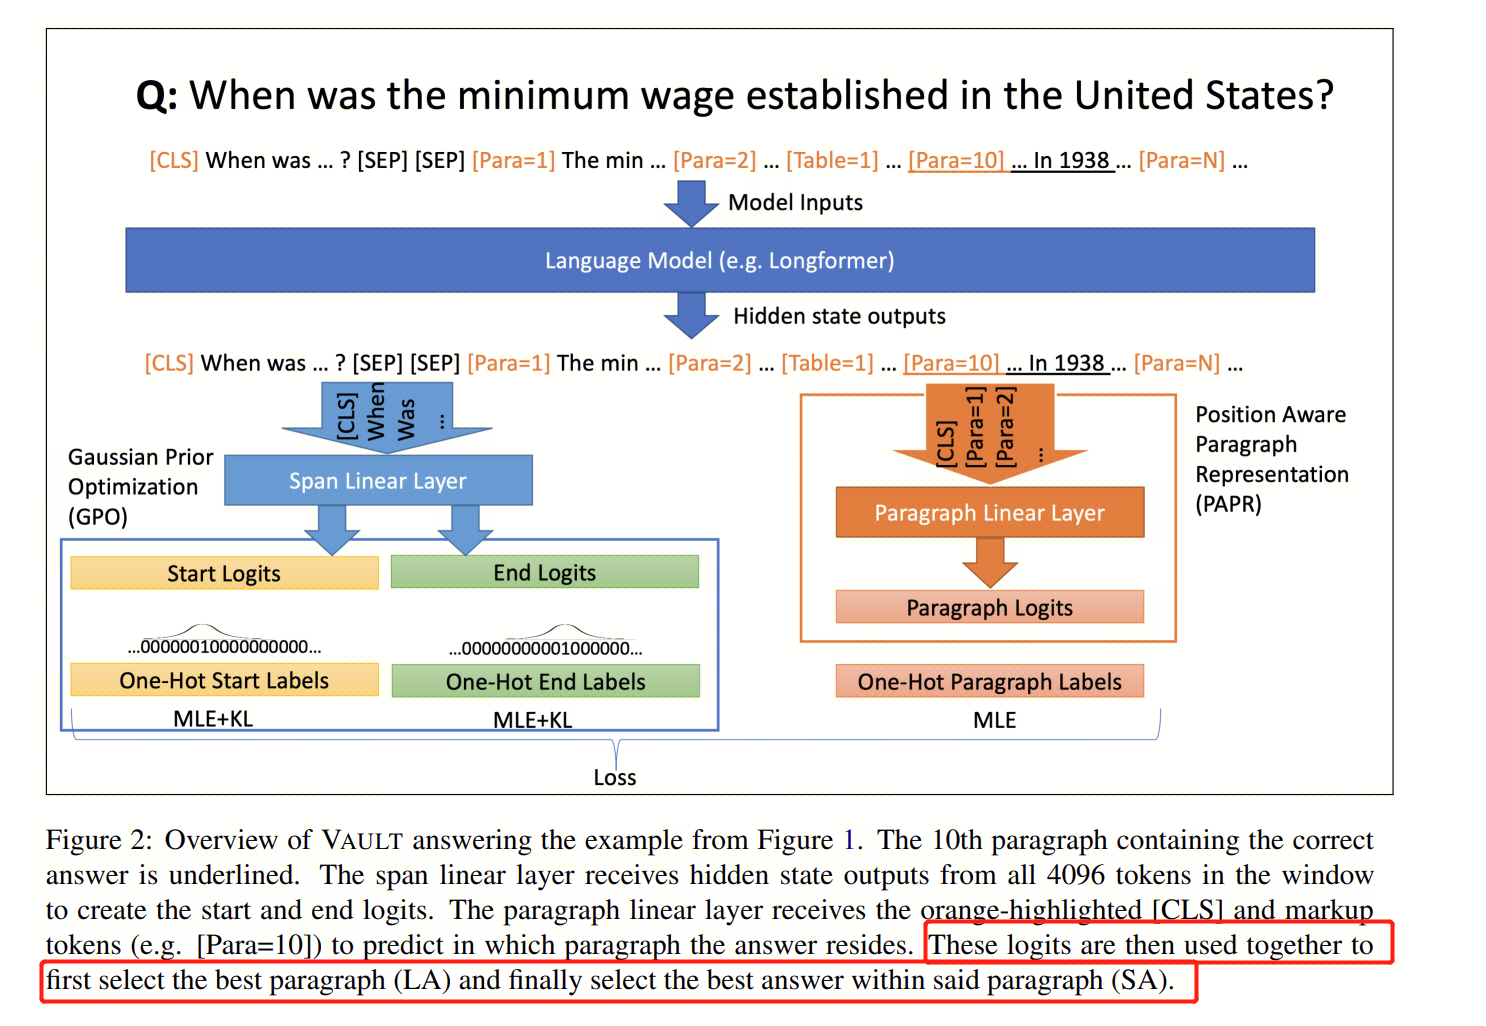 Q: When was the minimum wage established in the United States?
[CLS] When was ... ? [SEP] [SEP] [Para=1] The min ... [Para=2] ... [Table=1] ... [Para=10] ... In 1938 ... [Para=N] ...
Model Inputs
Language Model (e.g. Longformer)
Hidden state outputs
[CLS] When was ... ? [SEP] [SEP] [Para=1] The min ... [Para=2] ... [Table=1] ... [Para=10] ... In 1938 ... [Para=N] ...
[CLS]
When
Was
...
Gaussian Prior
Optimization
(GPO)
Span Linear Layer
Start Logits
End Logits
...00000010000000000...
...00000000001000000...
One-Hot Start Labels
One-Hot End Labels
MLE+KL
MLE+KL
[CLS]
[Para=1]
[Para=2]
...
Position Aware
Paragraph
Representation
(PAPR)
Paragraph Linear Layer
Paragraph Logits
One-Hot Paragraph Labels
MLE
Loss
Figure 2: Overview of VAULT answering the example from Figure 1. The 10th paragraph containing the correct
answer is underlined. The span linear layer receives hidden state outputs from all 4096 tokens in the window
to create the start and end logits. The paragraph linear layer receives the orange-highlighted [CLS] and markup
tokens (e.g. [Para=10]) to predict in which paragraph the answer resides. These logits are then used together to
first select the best paragraph (LA) and finally select the best answer within said paragraph (SA).